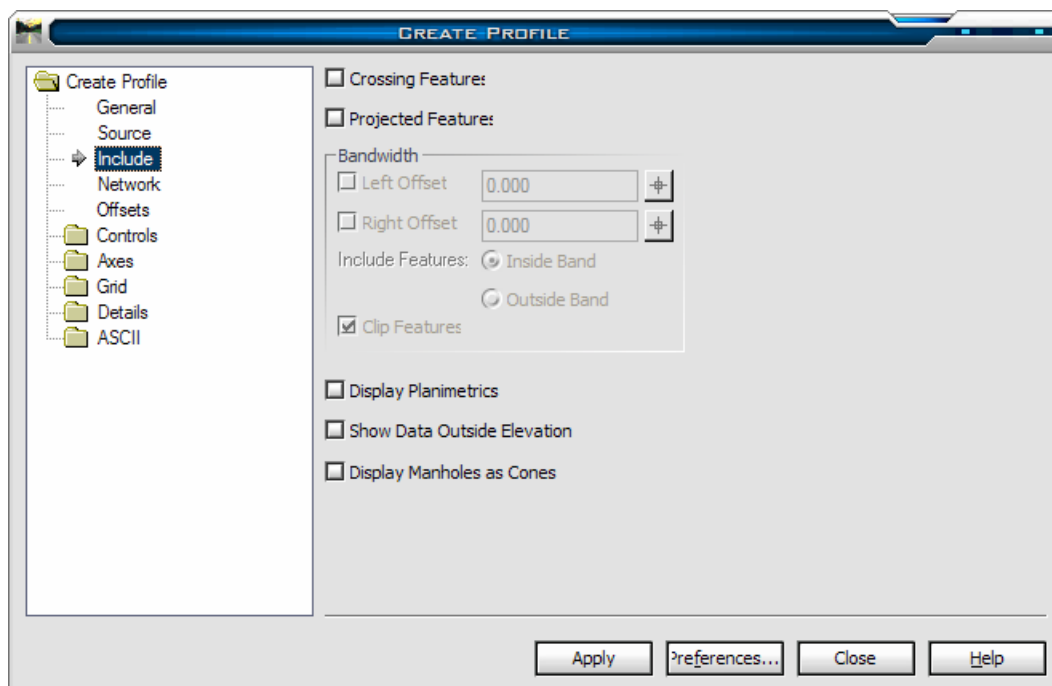 CREATE PROFILE
Create Profile
General
Source
Include
Network
Offsets
Controls
Axes
Grid
Details
ASCII
Crossing Features
Projected Features
Bandwidth
Left Offset 0.000
Right Offset 0.000
Include Features: Inside Band
Outside Band
Clip Features
Display Planimetrics
Show Data Outside Elevation
Display Manholes as Cones
Apply Preferences... Close Help